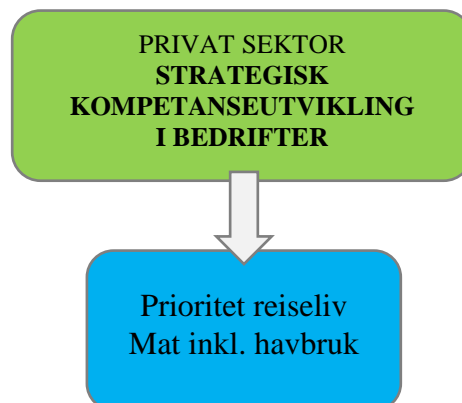 PRIVAT SEKTOR
STRATEGISK
KOMPETANSEUTVIKLING
I BEDRIFTER
Prioritet reiseliv
Mat inkl. havbruk